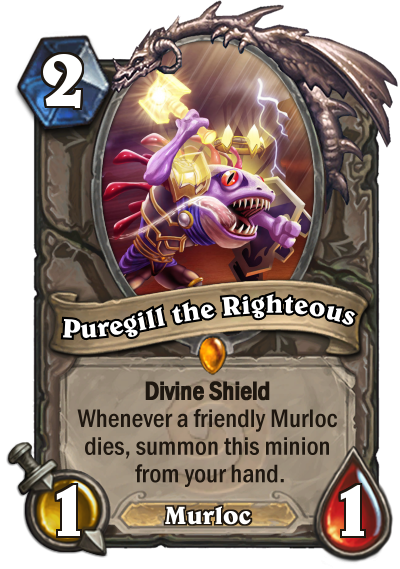 2
Puregill the Righteous
Divine Shield
Whenever a friendly Murloc
dies, summon this minion
from your hand.
1
Murloc
1